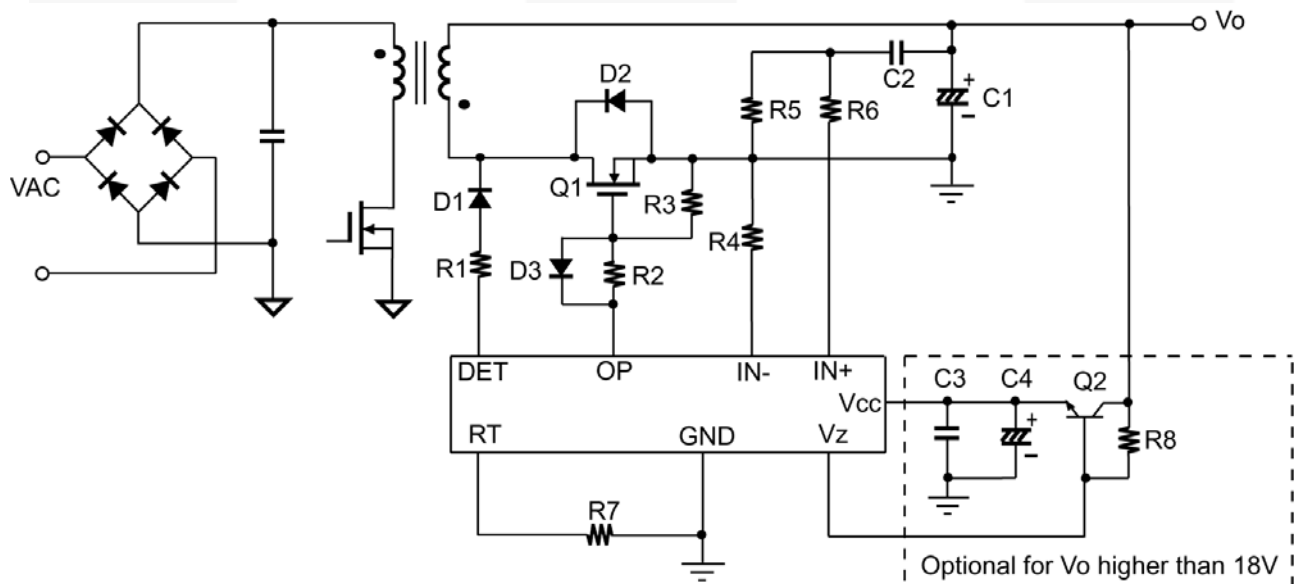 Vo
D2
C2
C1
+
−
R5
R6
VAC
D1
Q1
R3
R4
R1
D3
R2
DET
OP
IN-
IN+
Vcc
RT
GND
Vz
C3
C4
+
−
Q2
R8
R7
Optional for Vo higher than 18V